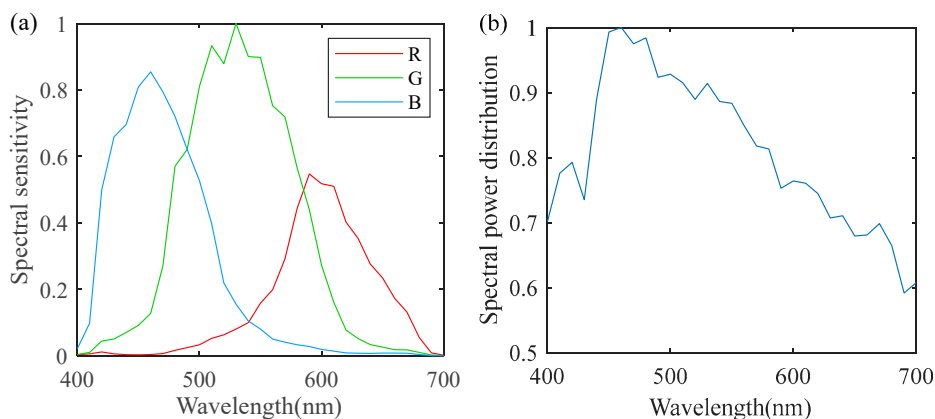 (a)
Spectral sensitivity
1
0.8
0.6
0.4
0.2
0
R
G
B
400
500
600
700
Wavelength(nm)
(b)
Spectral power distribution
1.0
0.9
0.8
0.7
0.6
0.5
400
500
600
700
Wavelength(nm)